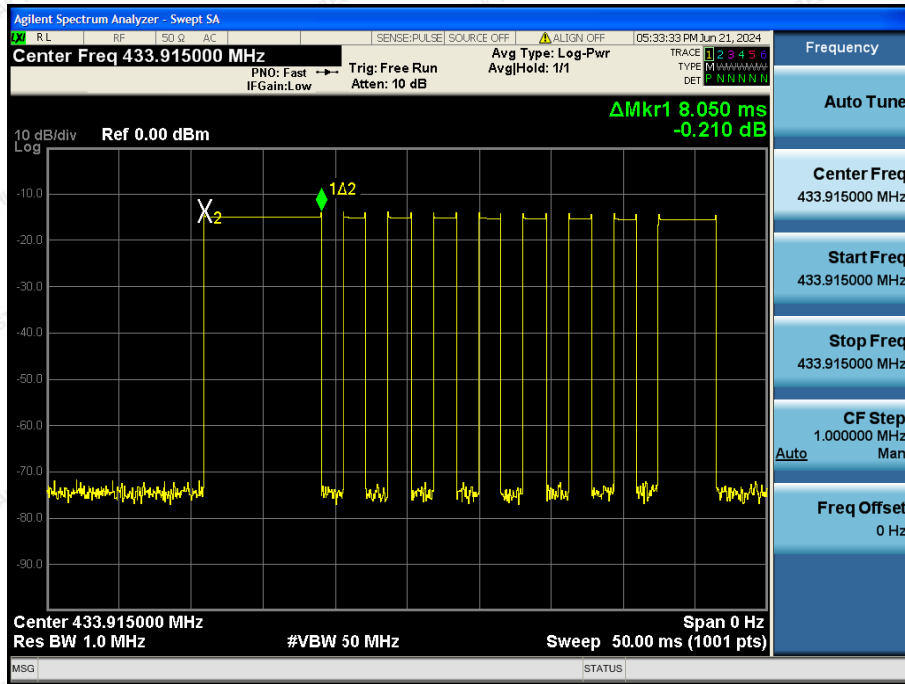 Agilent Spectrum Analyzer - Swept SA
LXI RL RF 50 Ω AC SENSE:PULSE SOURCE OFF ALIGN OFF 05:33:33 PM Jun 21, 2024
Center Freq 433.915000 MHz
PNO: Fast
IFGain:Low
Trig: Free Run
Atten: 10 dB
Avg Type: Log-Pwr
Avg|Hold: 1/1
TRACE 1 2 3 4 5 6
TYPE M WWWWW
DET P N N N N N
ΔMkr1 8.050 ms
-0.210 dB
10 dB/div Ref 0.00 dBm
Log
-10.0
-20.0
-30.0
-40.0
-50.0
-60.0
-70.0
-80.0
-90.0
1Δ2
X2
Center 433.915000 MHz Span 0 Hz
Res BW 1.0 MHz #VBW 50 MHz Sweep 50.00 ms (1001 pts)
MSG STATUS
Frequency
Auto Tune
Center Freq
433.915000 MHz
Start Freq
433.915000 MHz
Stop Freq
433.915000 MHz
CF Step
1.000000 MHz
Auto Man
Freq Offset
0 Hz